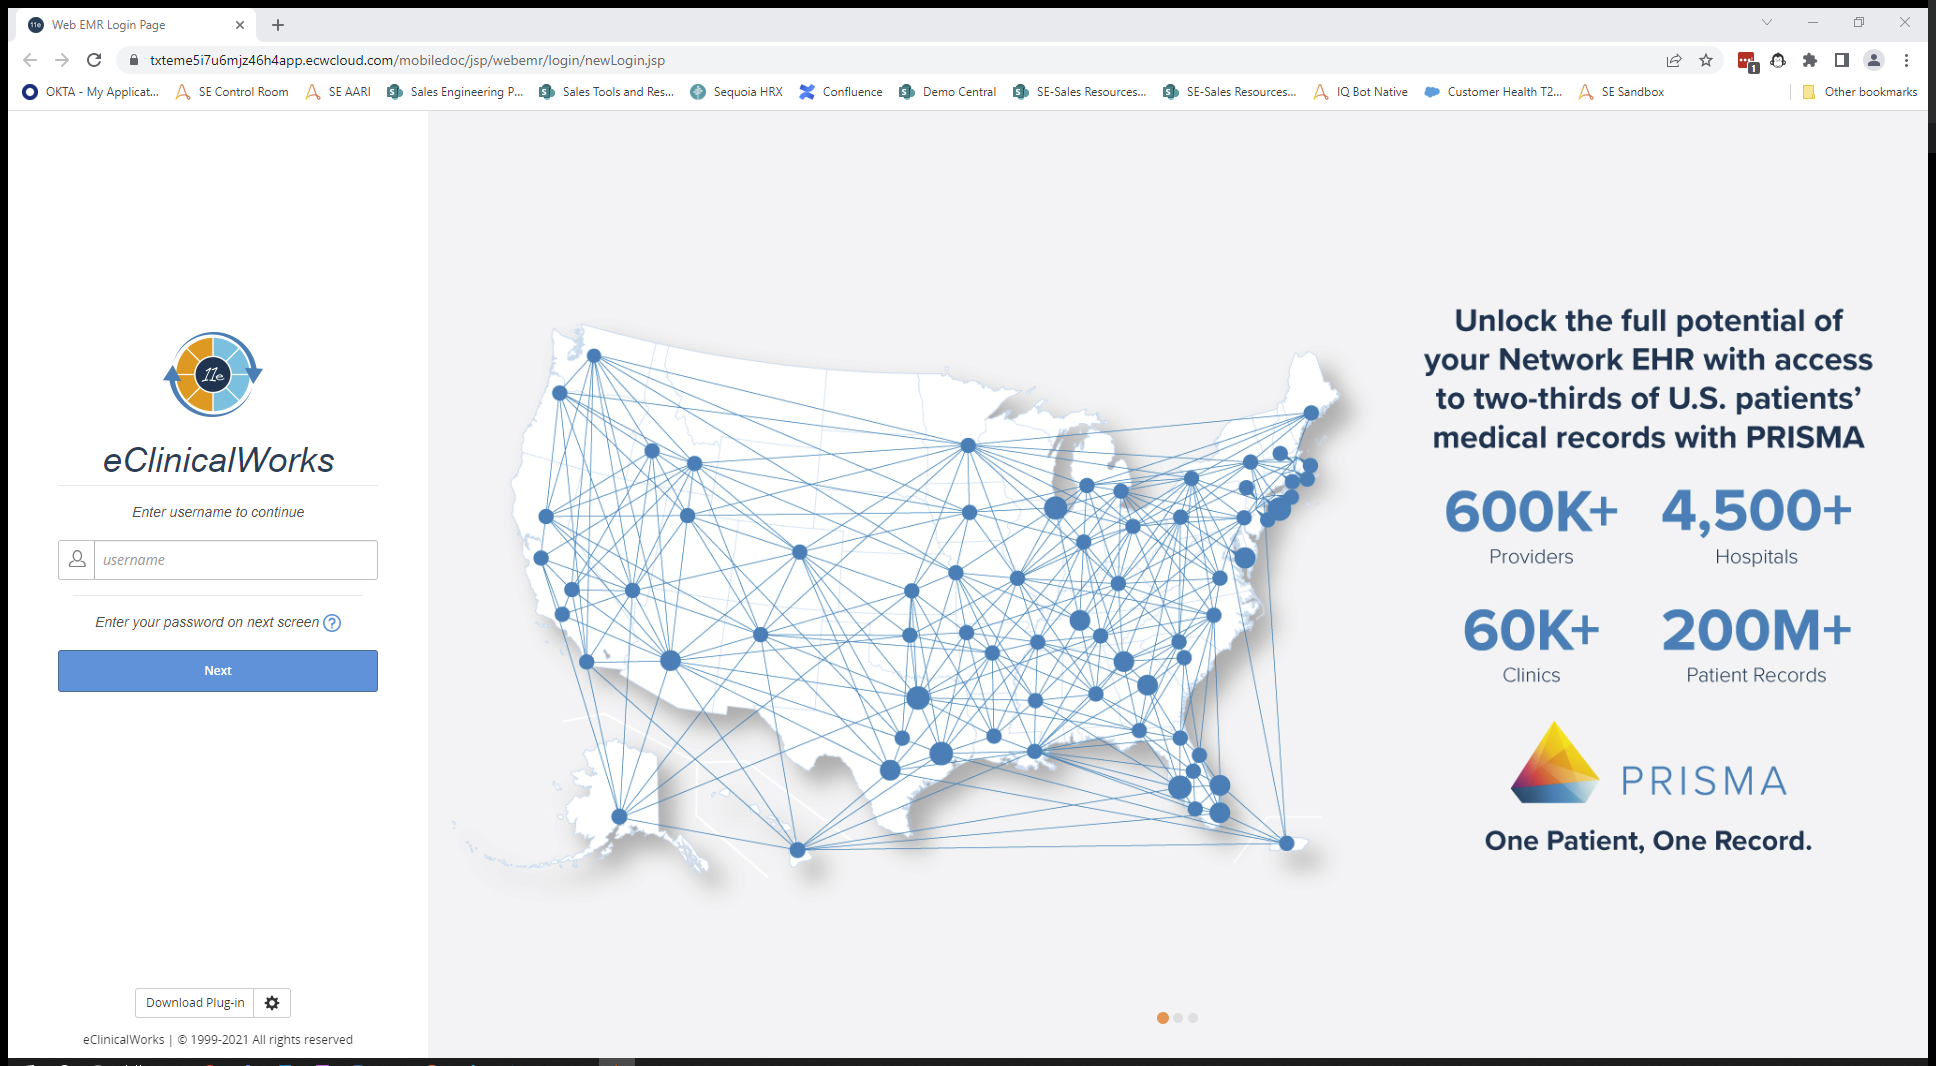 11e Web EMR Login Page
txteme5i7u6mjz46h4app.ecwcloud.com/mobiledoc/jsp/webemr/login/newLogin.jsp
1
OKTA - My Applicat... SE Control Room SE AARI Sales Engineering P... Sales Tools and Res... Sequoia HRX Confluence Demo Central SE-Sales Resources... SE-Sales Resources... IQ Bot Native Customer Health T2... SE Sandbox Other bookmarks
11e
eClinicalWorks
Enter username to continue
username
Enter your password on next screen ?
Next
Download Plug-in
eClinicalWorks | © 1999-2021 All rights reserved
Unlock the full potential of
your Network EHR with access
to two-thirds of U.S. patients’
medical records with PRISMA
600K+ 4,500+
Providers Hospitals
60K+ 200M+
Clinics Patient Records
PRISMA
One Patient, One Record.